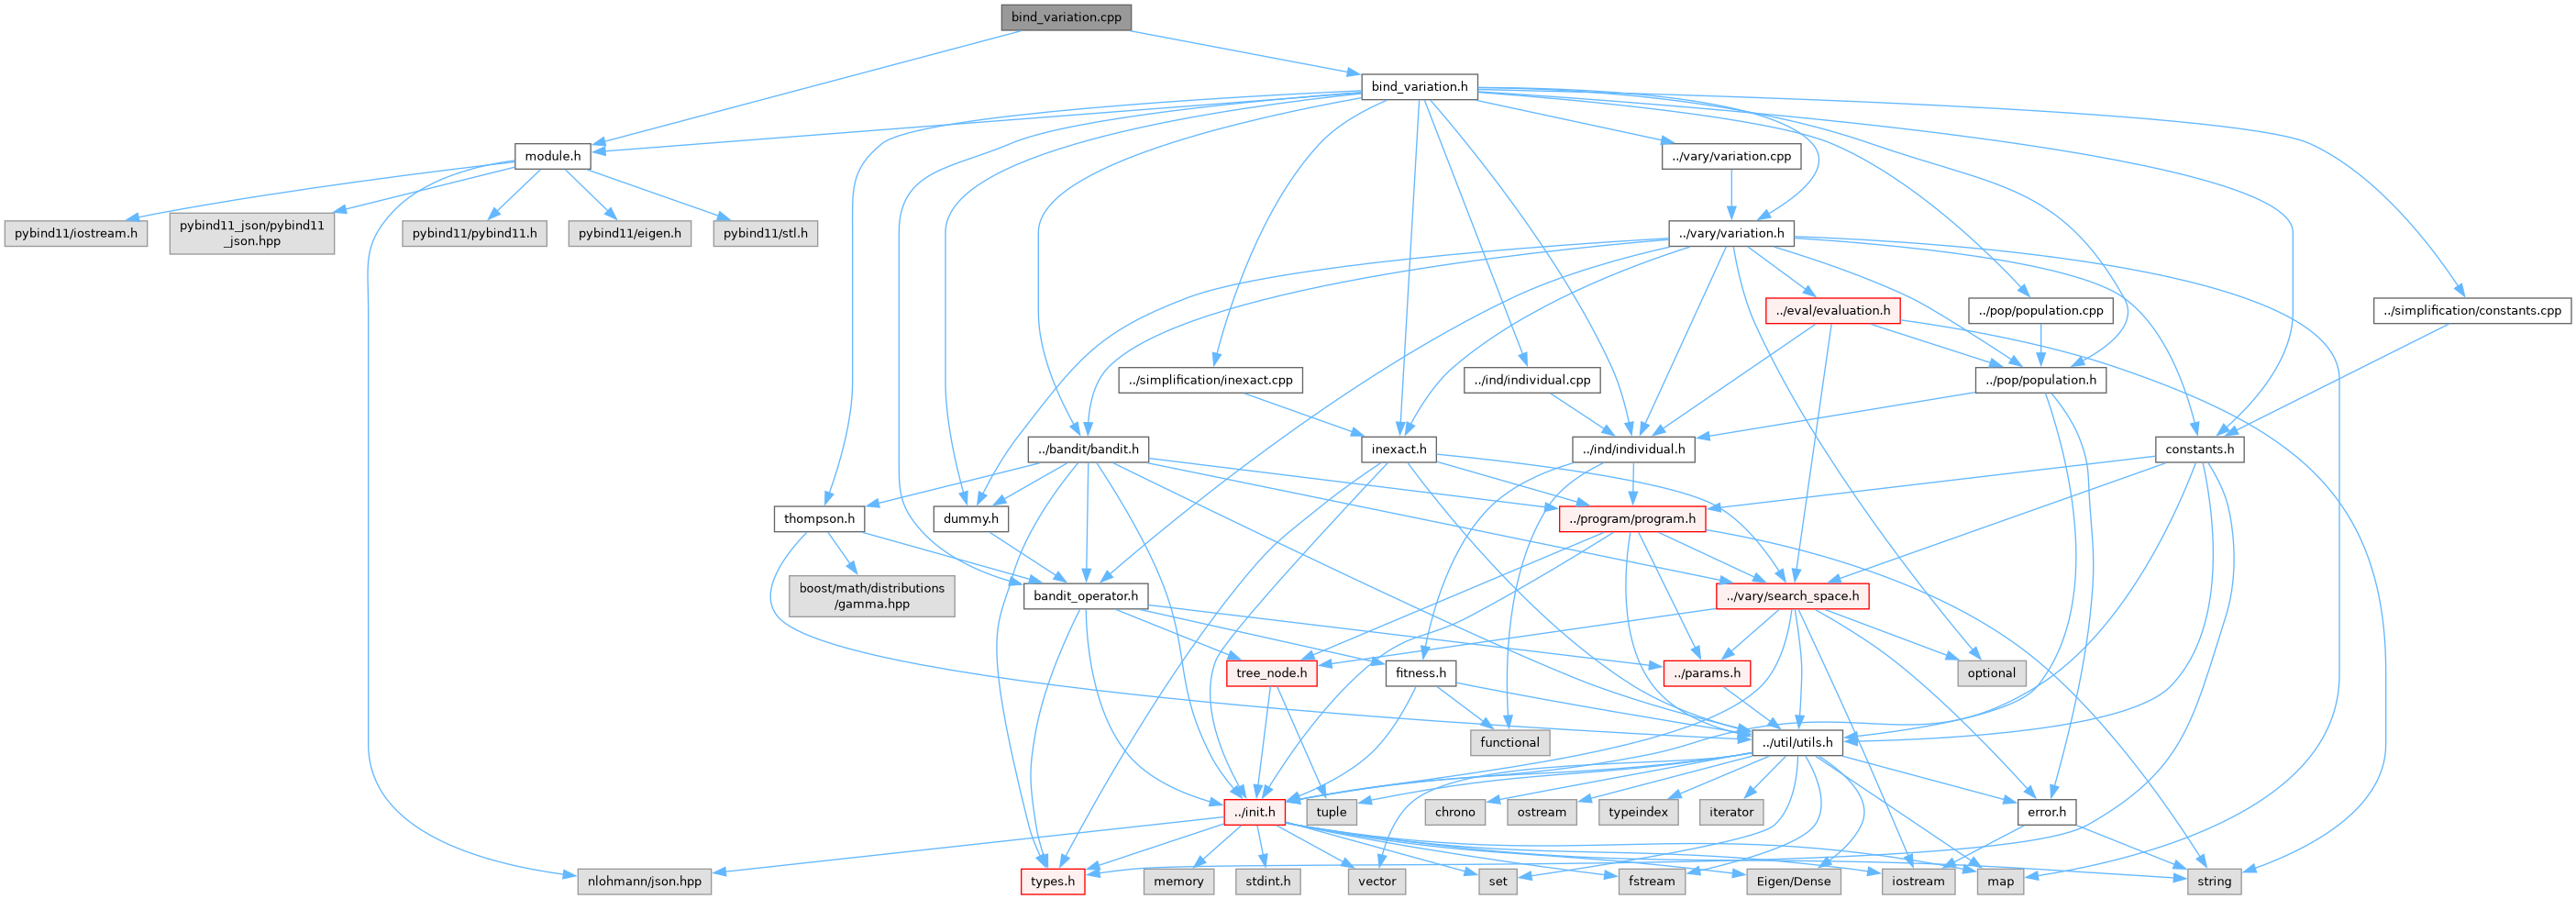 bind_variation.cpp
bind_variation.h
module.h
../vary/variation.cpp
pybind11/iostream.h
pybind11_json/pybind11
_json.hpp
pybind11/pybind11.h
pybind11/eigen.h
pybind11/stl.h
../vary/variation.h
../eval/evaluation.h
../pop/population.cpp
../simplification/constants.cpp
../simplification/inexact.cpp
../ind/individual.cpp
../pop/population.h
../bandit/bandit.h
inexact.h
../ind/individual.h
constants.h
thompson.h
dummy.h
../program/program.h
boost/math/distributions
/gamma.hpp
bandit_operator.h
../vary/search_space.h
tree_node.h
fitness.h
../params.h
optional
functional
../util/utils.h
../init.h
tuple
chrono
ostream
typeindex
iterator
error.h
nlohmann/json.hpp
types.h
memory
stdint.h
vector
set
fstream
Eigen/Dense
iostream
map
string